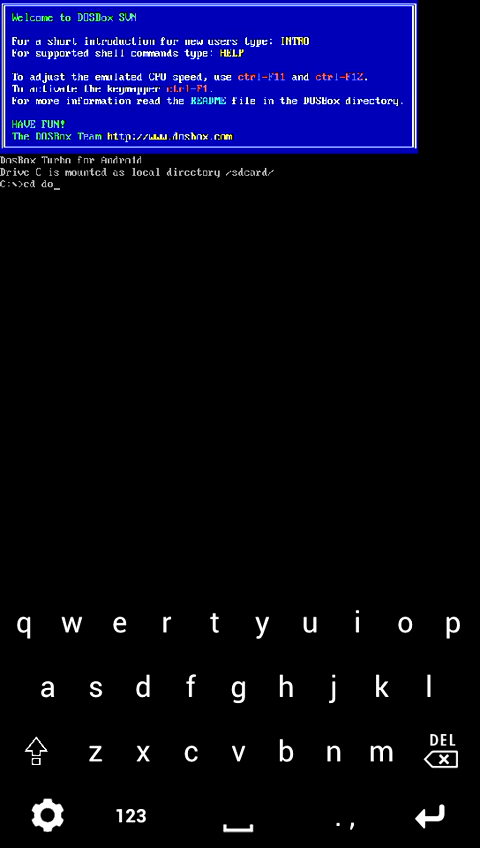 Welcome to DOSBox SVN
For a short introduction for new users type: INTRO
For supported shell commands type: HELP
To adjust the emulated CPU speed, use ctrl-F11 and ctrl-F12.
To activate the keymapper ctrl-F1.
For more information read the README file in the DOSBox directory.
HAVE FUN!
The DOSBox Team http://www.dosbox.com
DosBox Turbo for Android
Drive C is mounted as local directory /sdcard/
C:\>cd do_
q w e r t y u i o p
a s d f g h j k l
z x c v b n m DEL
123 . ,